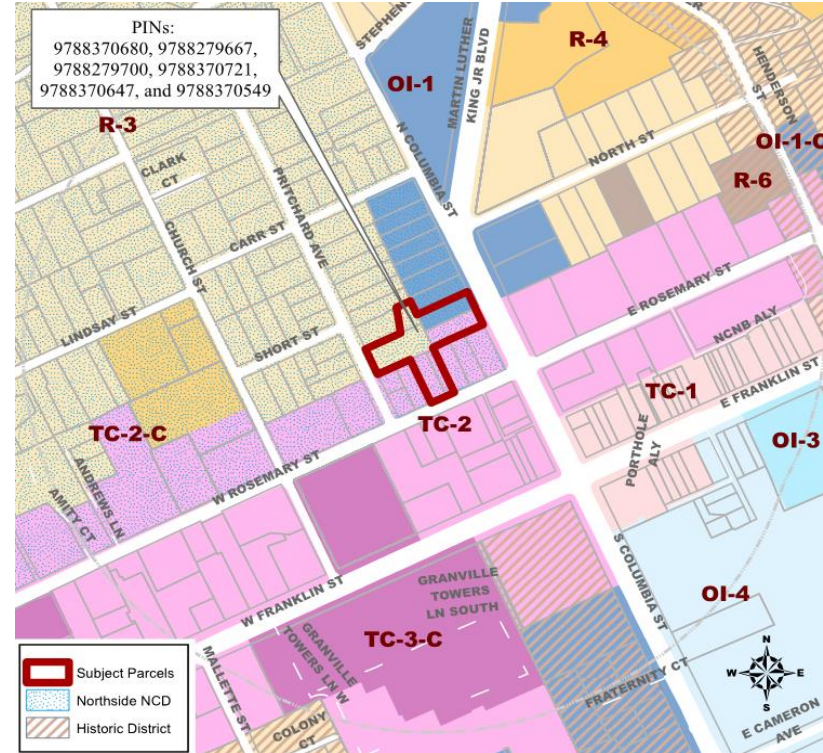 PINs:
9788370680, 9788279667,
9788279700, 9788370721,
9788370647, and 9788370549
R-3
CLARK
CT
CHURCH ST
PRITCHARD AVE
CARR ST
LINDSAY ST
SHORT ST
N COLUMBIA ST
OI-1
MARTIN LUTHER
KING JR BLVD
R-4
HENDERSON
ST
NORTH ST
R-6
E ROSEMARY ST
NCNB ALY
TC-1
E FRANKLIN ST
PORTHOLE
ALY
OI-3
TC-2-C
TC-2
W ROSEMARY ST
ANDREWS LN
AMITY CT
W FRANKLIN ST
GRANVILLE
TOWERS
LN SOUTH
S COLUMBIA ST
OI-4
TC-3-C
GRANVILLE
TOWERS LN W
MALLETTE ST
COLONY
CT
FRATERNITY CT
E CAMERON
AVE
N
W
E
S
Subject Parcels
Northside NCD
Historic District